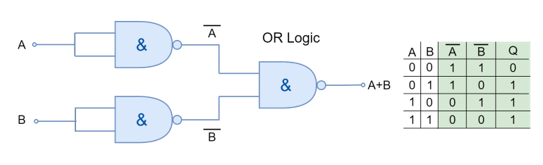 A
&
A̅
OR Logic
B
&
B̅
&
A+B
A B A̅ B̅ Q
0 0 1 1 0
0 1 1 0 1
1 0 0 1 1
1 1 0 0 1